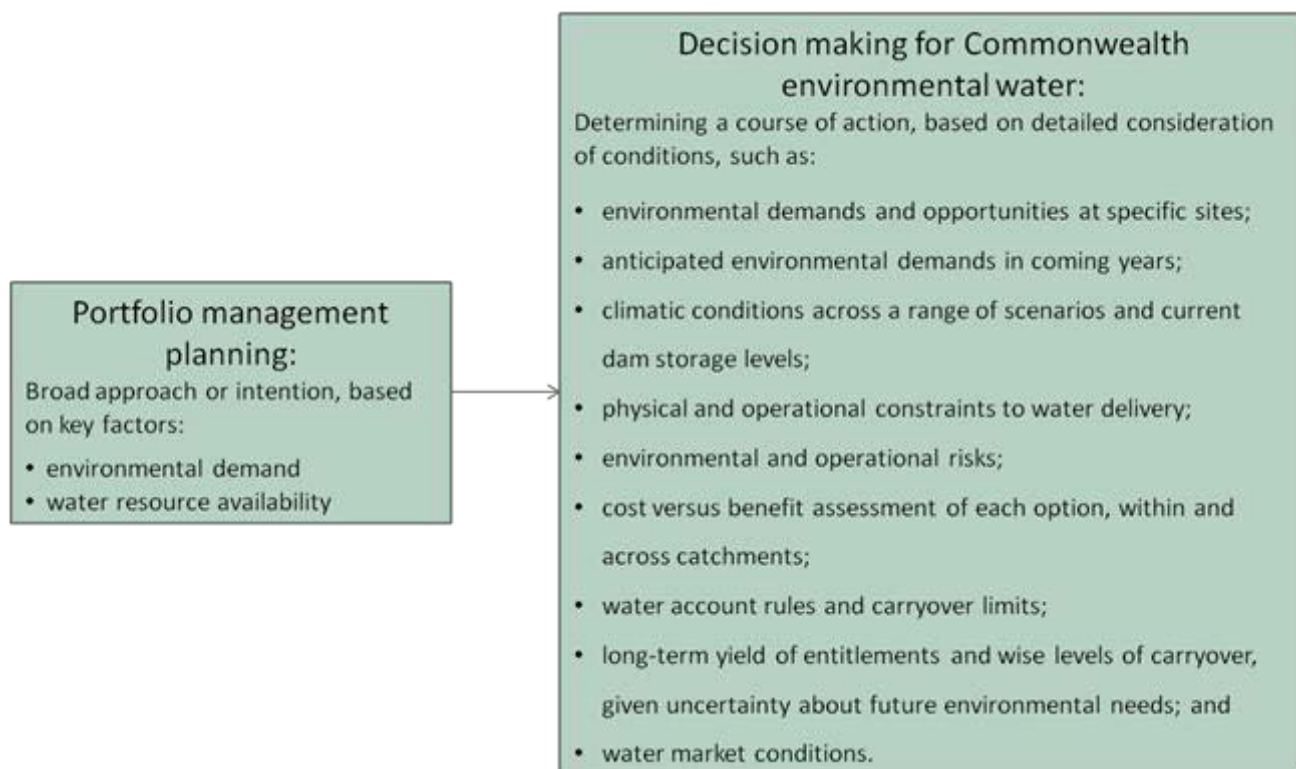 Portfolio management
planning:
Broad approach or intention, based
on key factors:
• environmental demand
• water resource availability
Decision making for Commonwealth
environmental water:
Determining a course of action, based on detailed consideration
of conditions, such as:
• environmental demands and opportunities at specific sites;
• anticipated environmental demands in coming years;
• climatic conditions across a range of scenarios and current
dam storage levels;
• physical and operational constraints to water delivery;
• environmental and operational risks;
• cost versus benefit assessment of each option, within and
across catchments;
• water account rules and carryover limits;
• long-term yield of entitlements and wise levels of carryover,
given uncertainty about future environmental needs; and
• water market conditions.